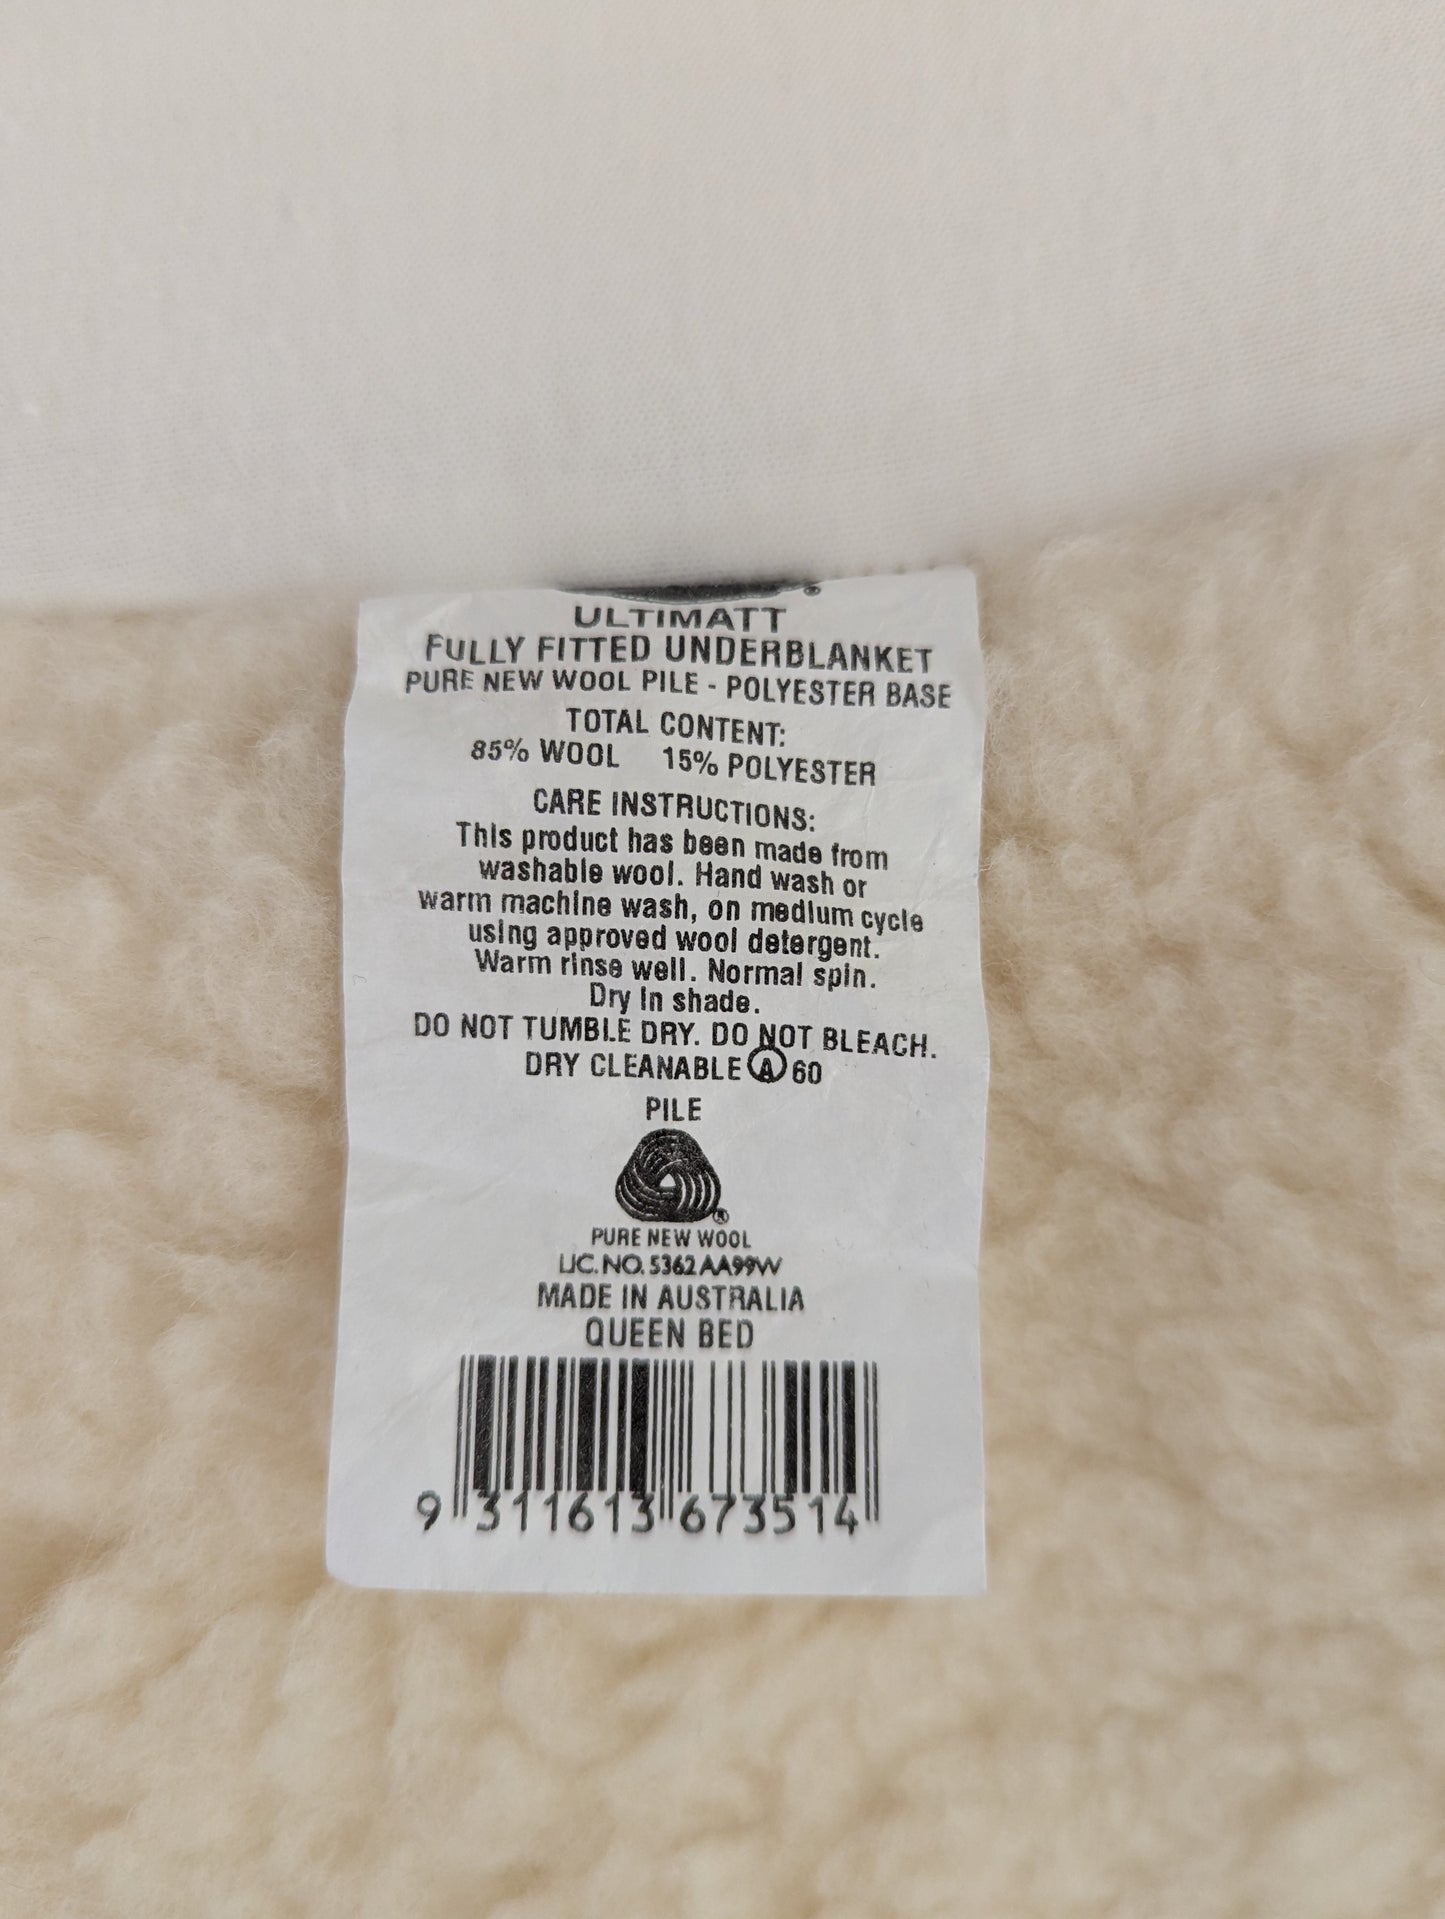 ®
ULTIMATT
FULLY FITTED UNDERBLANKET
PURE NEW WOOL PILE - POLYESTER BASE
TOTAL CONTENT:
85% WOOL 15% POLYESTER
CARE INSTRUCTIONS:
This product has been made from
washable wool. Hand wash or
warm machine wash, on medium cycle
using approved wool detergent.
Warm rinse well. Normal spin.
Dry in shade.
DO NOT TUMBLE DRY. DO NOT BLEACH.
DRY CLEANABLE Ⓐ 60
PILE
®
PURE NEW WOOL
LIC. NO. 5362 AA99W
MADE IN AUSTRALIA
QUEEN BED
9 311613 673514